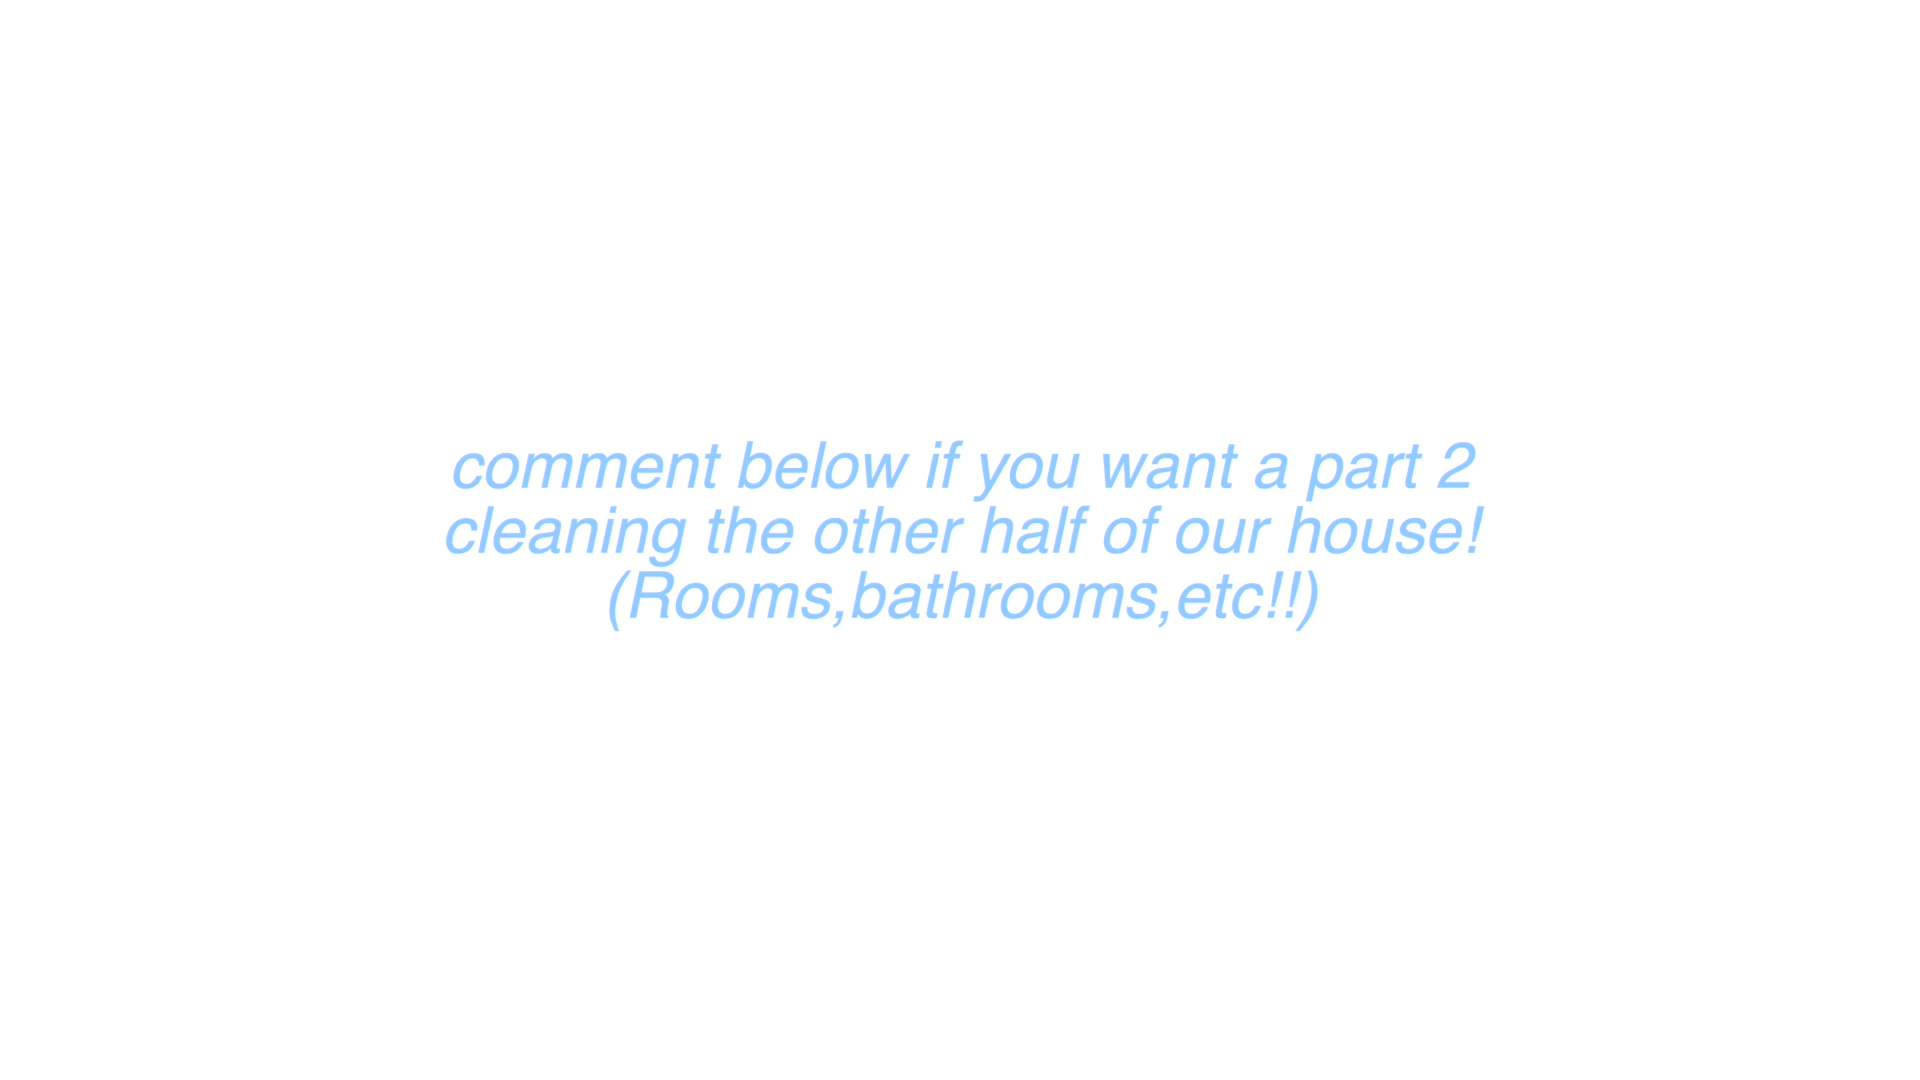 comment below if you want a part 2
cleaning the other half of our house!
(Rooms,bathrooms,etc!!)